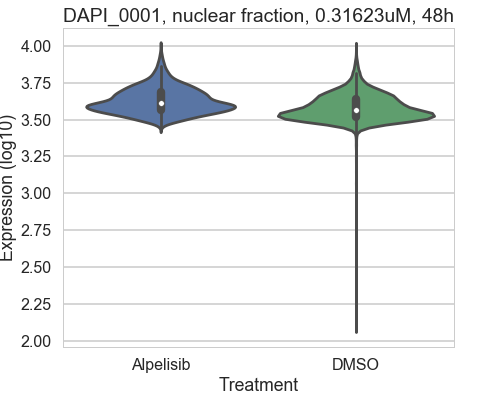 DAPI_0001, nuclear fraction, 0.31623uM, 48h
4.00
3.75
3.50
3.25
3.00
2.75
2.50
2.25
2.00
Expression (log10)
Alpelisib
DMSO
Treatment